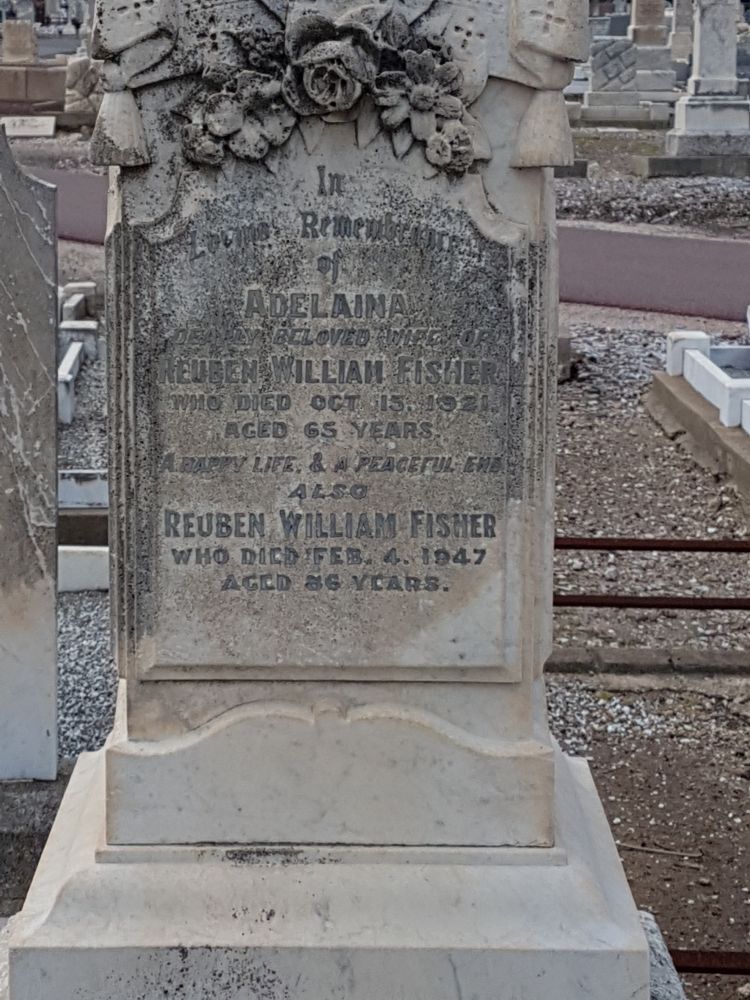 In
Loving Remembrance
of
ADELAINA
DEARLY BELOVED WIFE OF
REUBEN WILLIAM FISHER
WHO DIED OCT. 15, 1921.
AGED 65 YEARS.
A HAPPY LIFE, & A PEACEFUL END
ALSO
REUBEN WILLIAM FISHER
WHO DIED FEB. 4. 1947
AGED 86 YEARS.